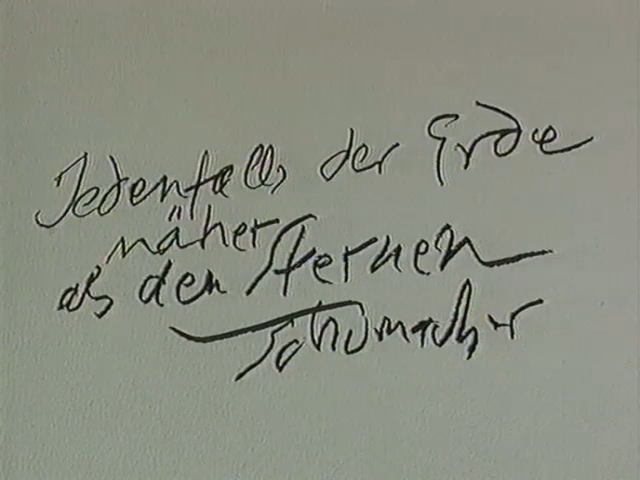 Jedenfalls der Erde
näher
als den Sternen
Schumacher